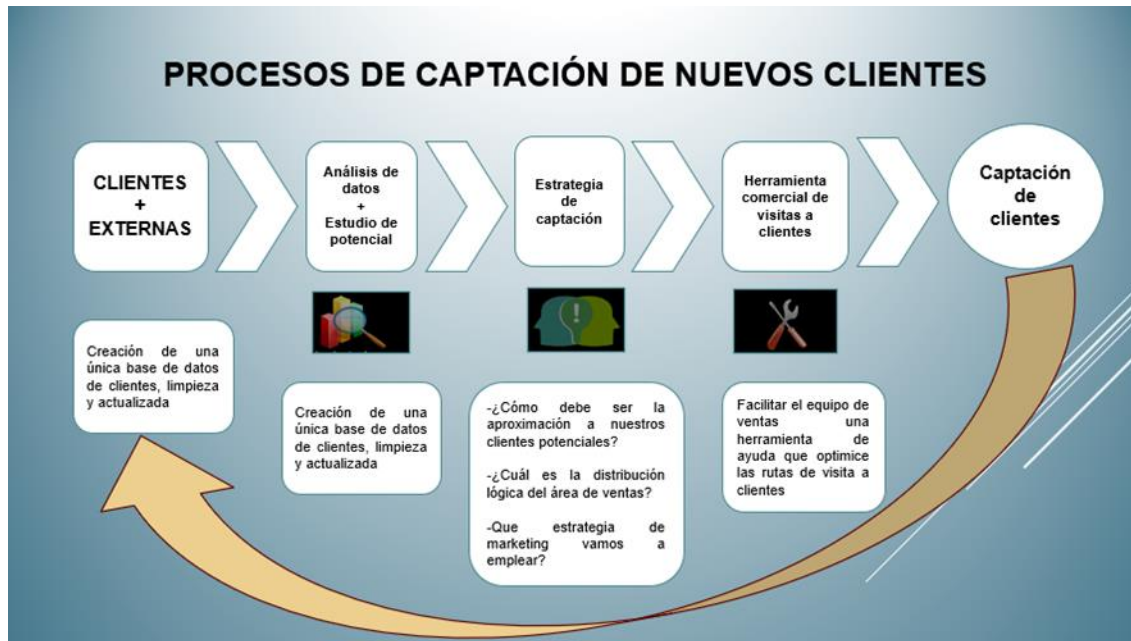 PROCESOS DE CAPTACIÓN DE NUEVOS CLIENTES
CLIENTES
+
EXTERNAS
Análisis de
datos
+
Estudio de
potencial
Estrategia
de
captación
Herramienta
comercial de
visitas a
clientes
Captación
de
clientes
Creación de una
única base de datos
de clientes, limpieza
y actualizada
Creación de una
única base de datos
de clientes, limpieza
y actualizada
-¿Cómo debe ser la
aproximación a nuestros
clientes potenciales?
-¿Cuál es la distribución
lógica del área de ventas?
-Que estrategia de
marketing vamos a
emplear?
Facilitar el equipo de
ventas una
herramienta de
ayuda que optimice
las rutas de visita a
clientes